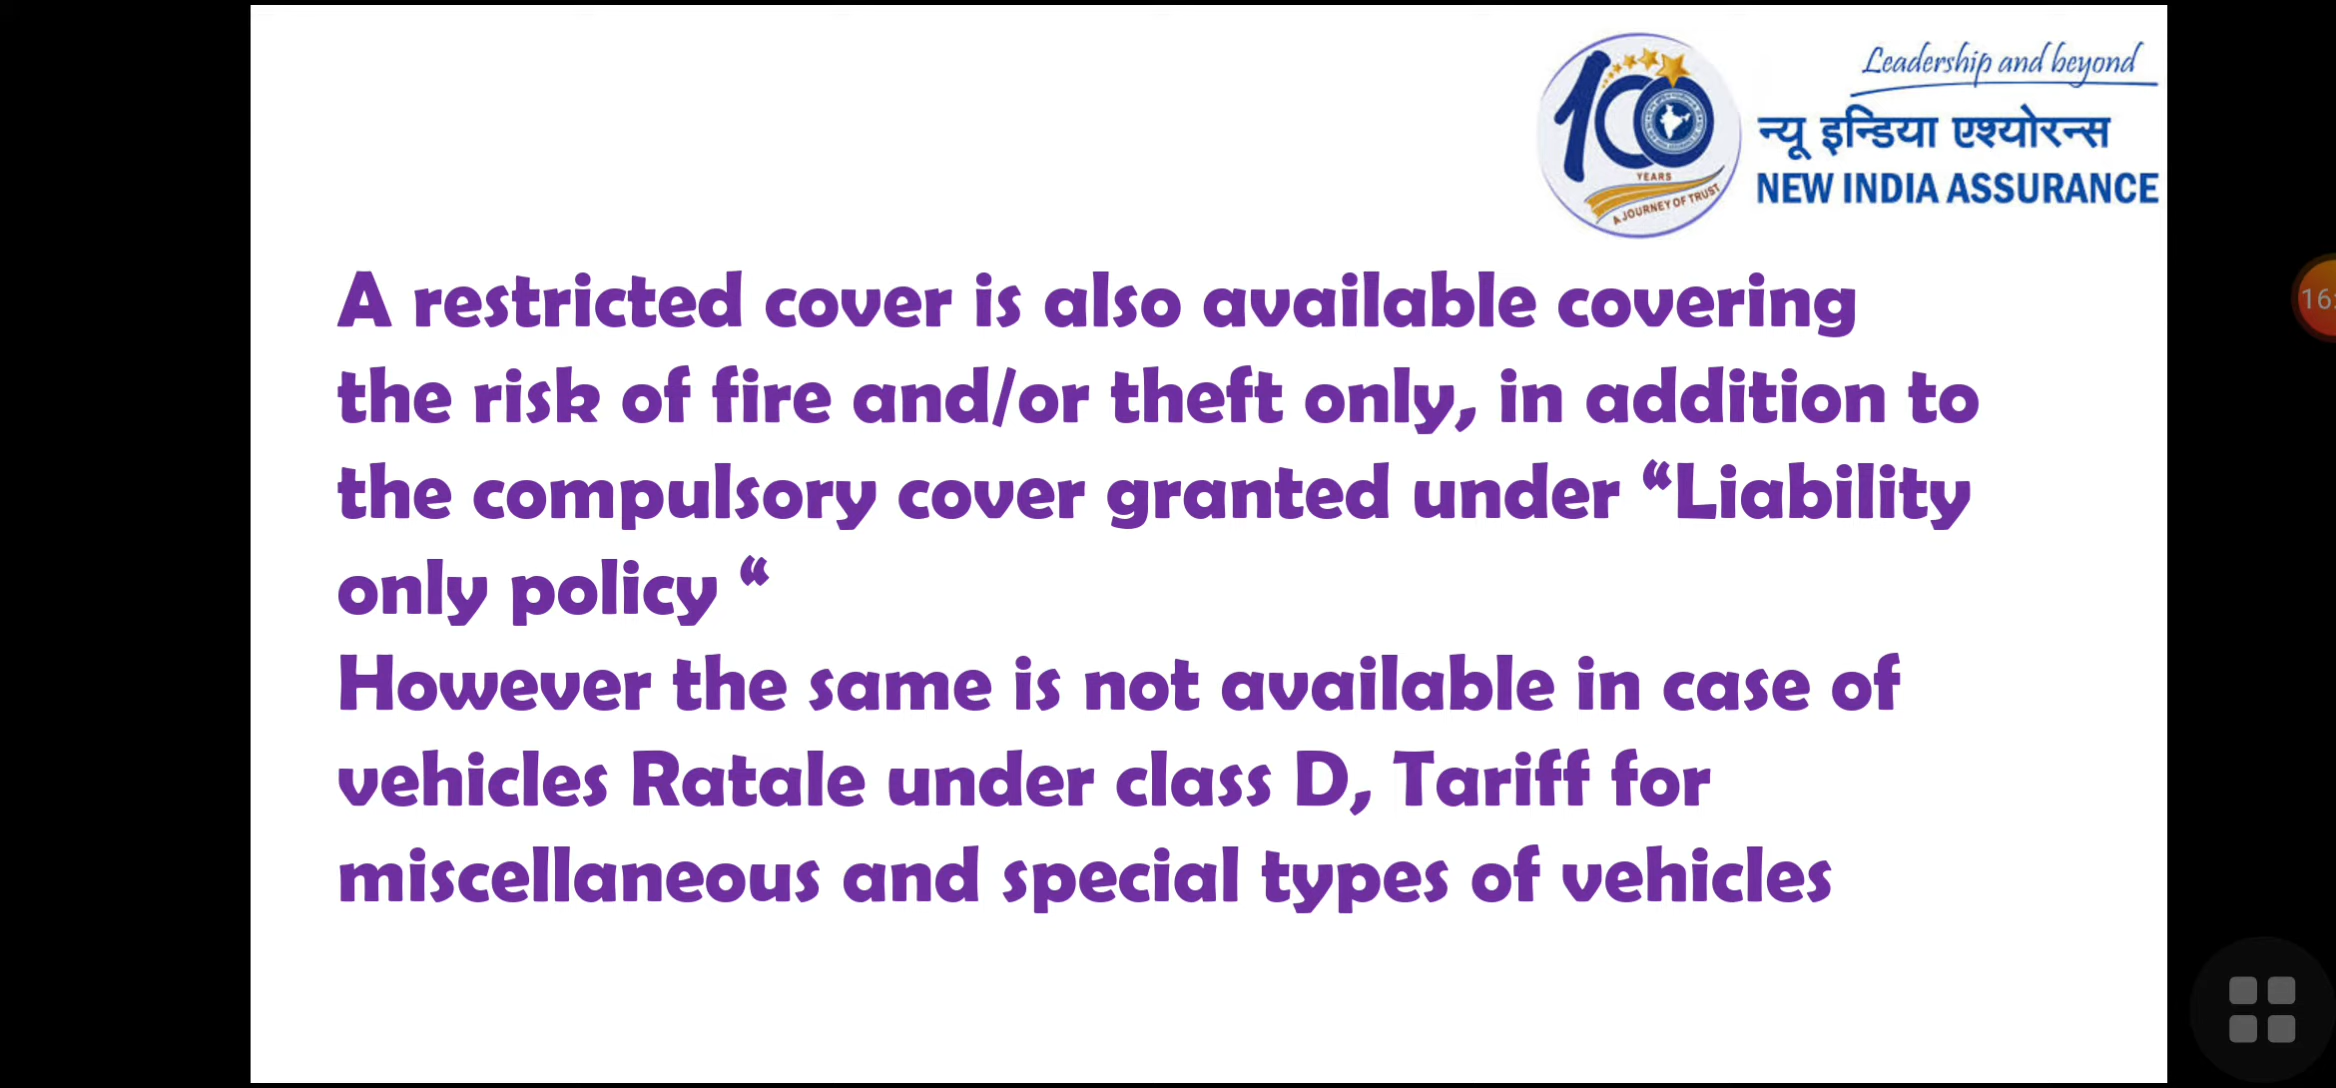 Leadership and beyond
100
YEARS
A JOURNEY OF TRUST
न्यू इन्डिया एश्योरन्स
NEW INDIA ASSURANCE
A restricted cover is also available covering
the risk of fire and/or theft only, in addition to
the compulsory cover granted under “Liability
only policy “
However the same is not available in case of
vehicles Ratale under class D, Tariff for
miscellaneous and special types of vehicles
16: